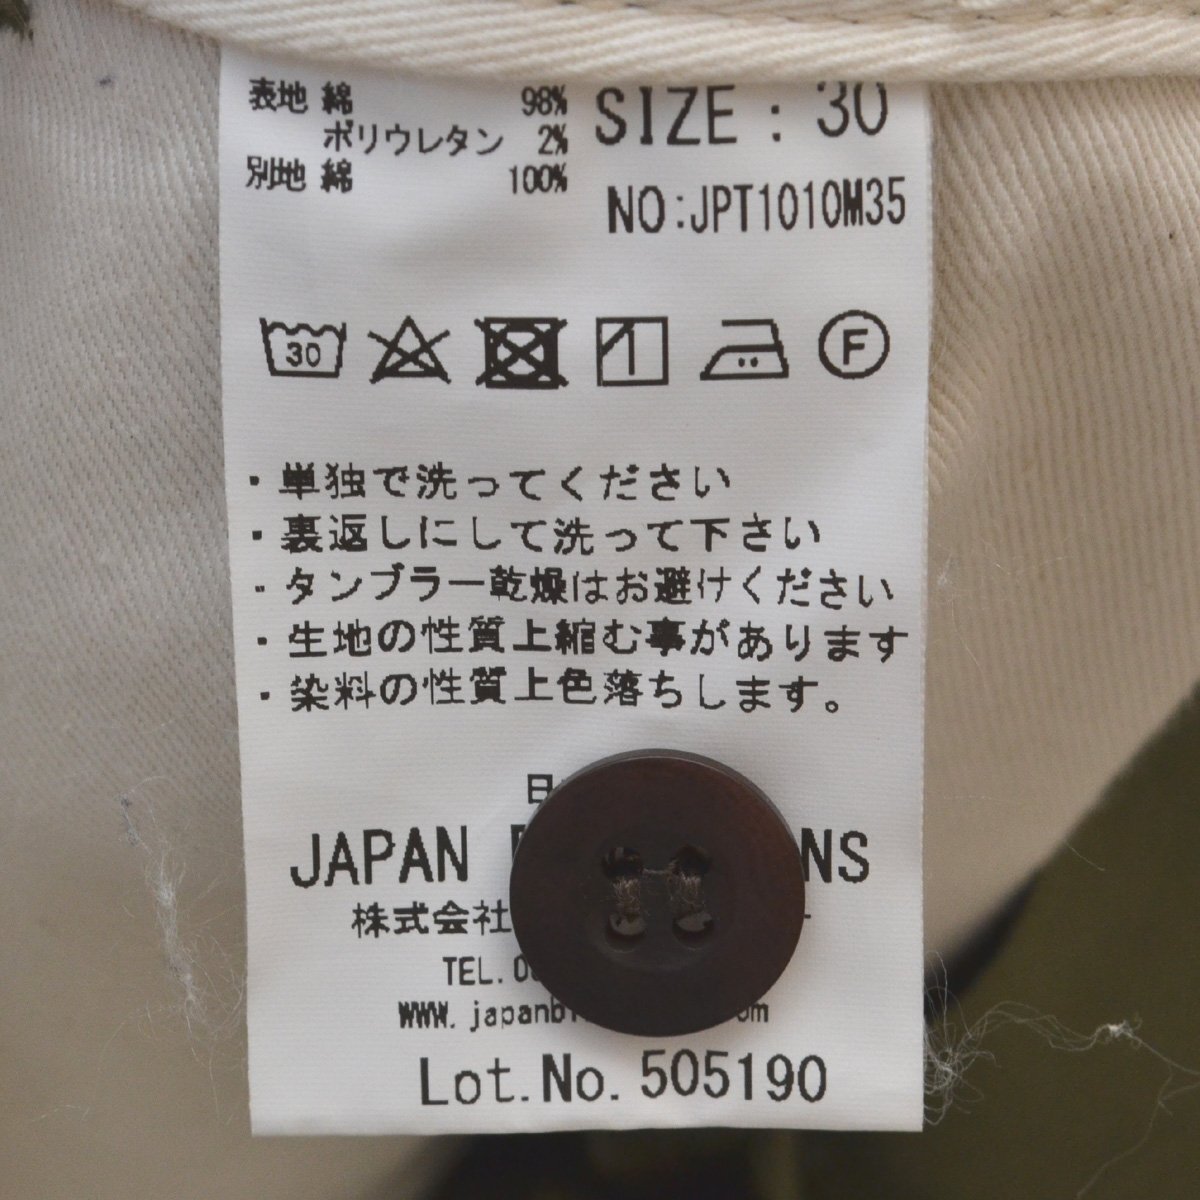 表地 綿 98% SIZE : 30
ポリウレタン 2%
別地 綿 100%
NO:JPT1010M35
30 F
・単独で洗ってください
・裏返しにして洗って下さい
・タンブラー乾燥はお避けください
・生地の性質上縮む事があります
・染料の性質上色落ちします。
JAPAN
株式会社
TEL.
Lot.No. 505190